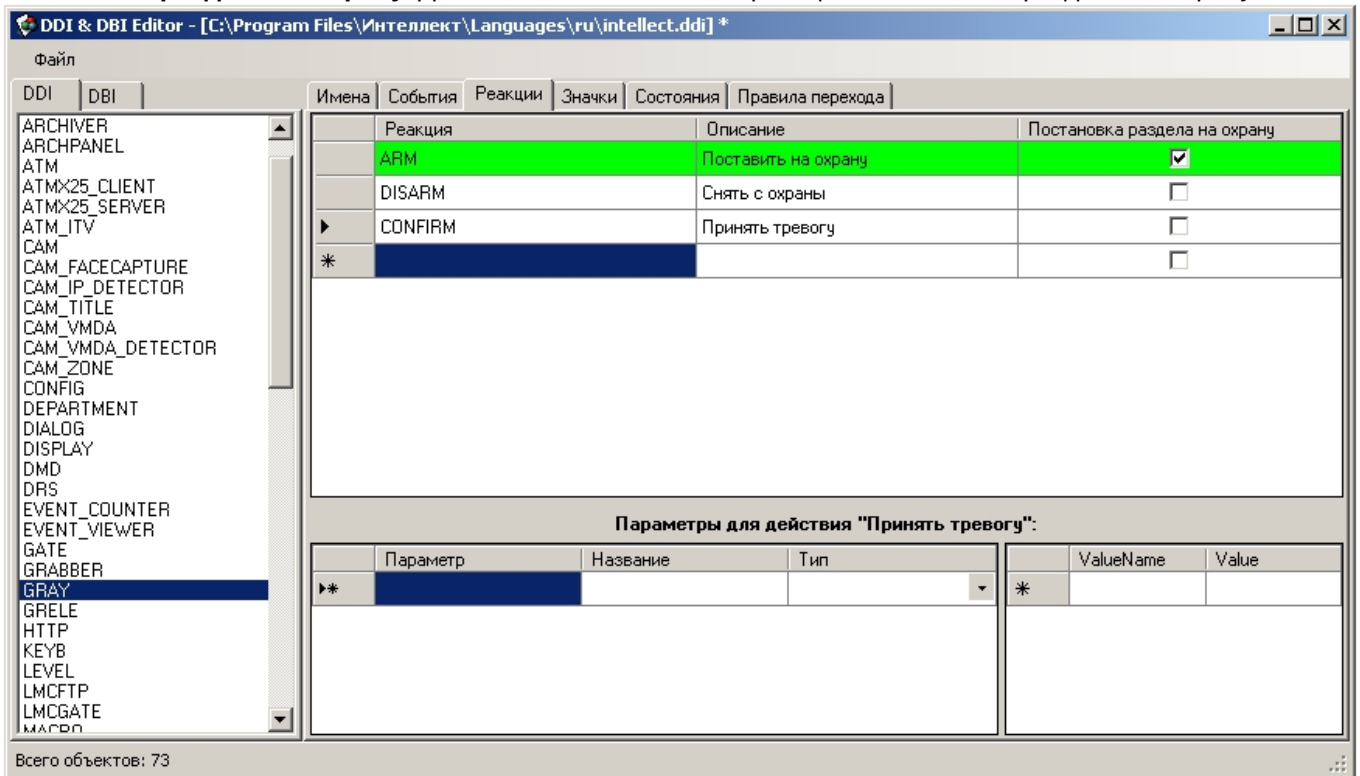 DDI & DBI Editor - [C:\Program Files\Интеллект\Languages\ru\intellect.ddi] *
Файл
DDI DBI
Имена События Реакции Значки Состояния Правила перехода
ARCHIVER
ARCHPANEL
ATM
ATMX25_CLIENT
ATMX25_SERVER
ATM_ITV
CAM
CAM_FACECAPTURE
CAM_IP_DETECTOR
CAM_TITLE
CAM_VMDA
CAM_VMDA_DETECTOR
CAM_ZONE
CONFIG
DEPARTMENT
DIALOG
DISPLAY
DMD
DRS
EVENT_COUNTER
EVENT_VIEWER
GATE
GRABBER
GRAY
GRELE
HTTP
KEYB
LEVEL
LMCFTP
LMCGATE
MACRO
Реакция Описание Постановка раздела на охрану
ARM Поставить на охрану
DISARM Снять с охраны
CONFIRM Принять тревогу
Параметры для действия "Принять тревогу":
Параметр Название Тип ValueName Value
Всего объектов: 73